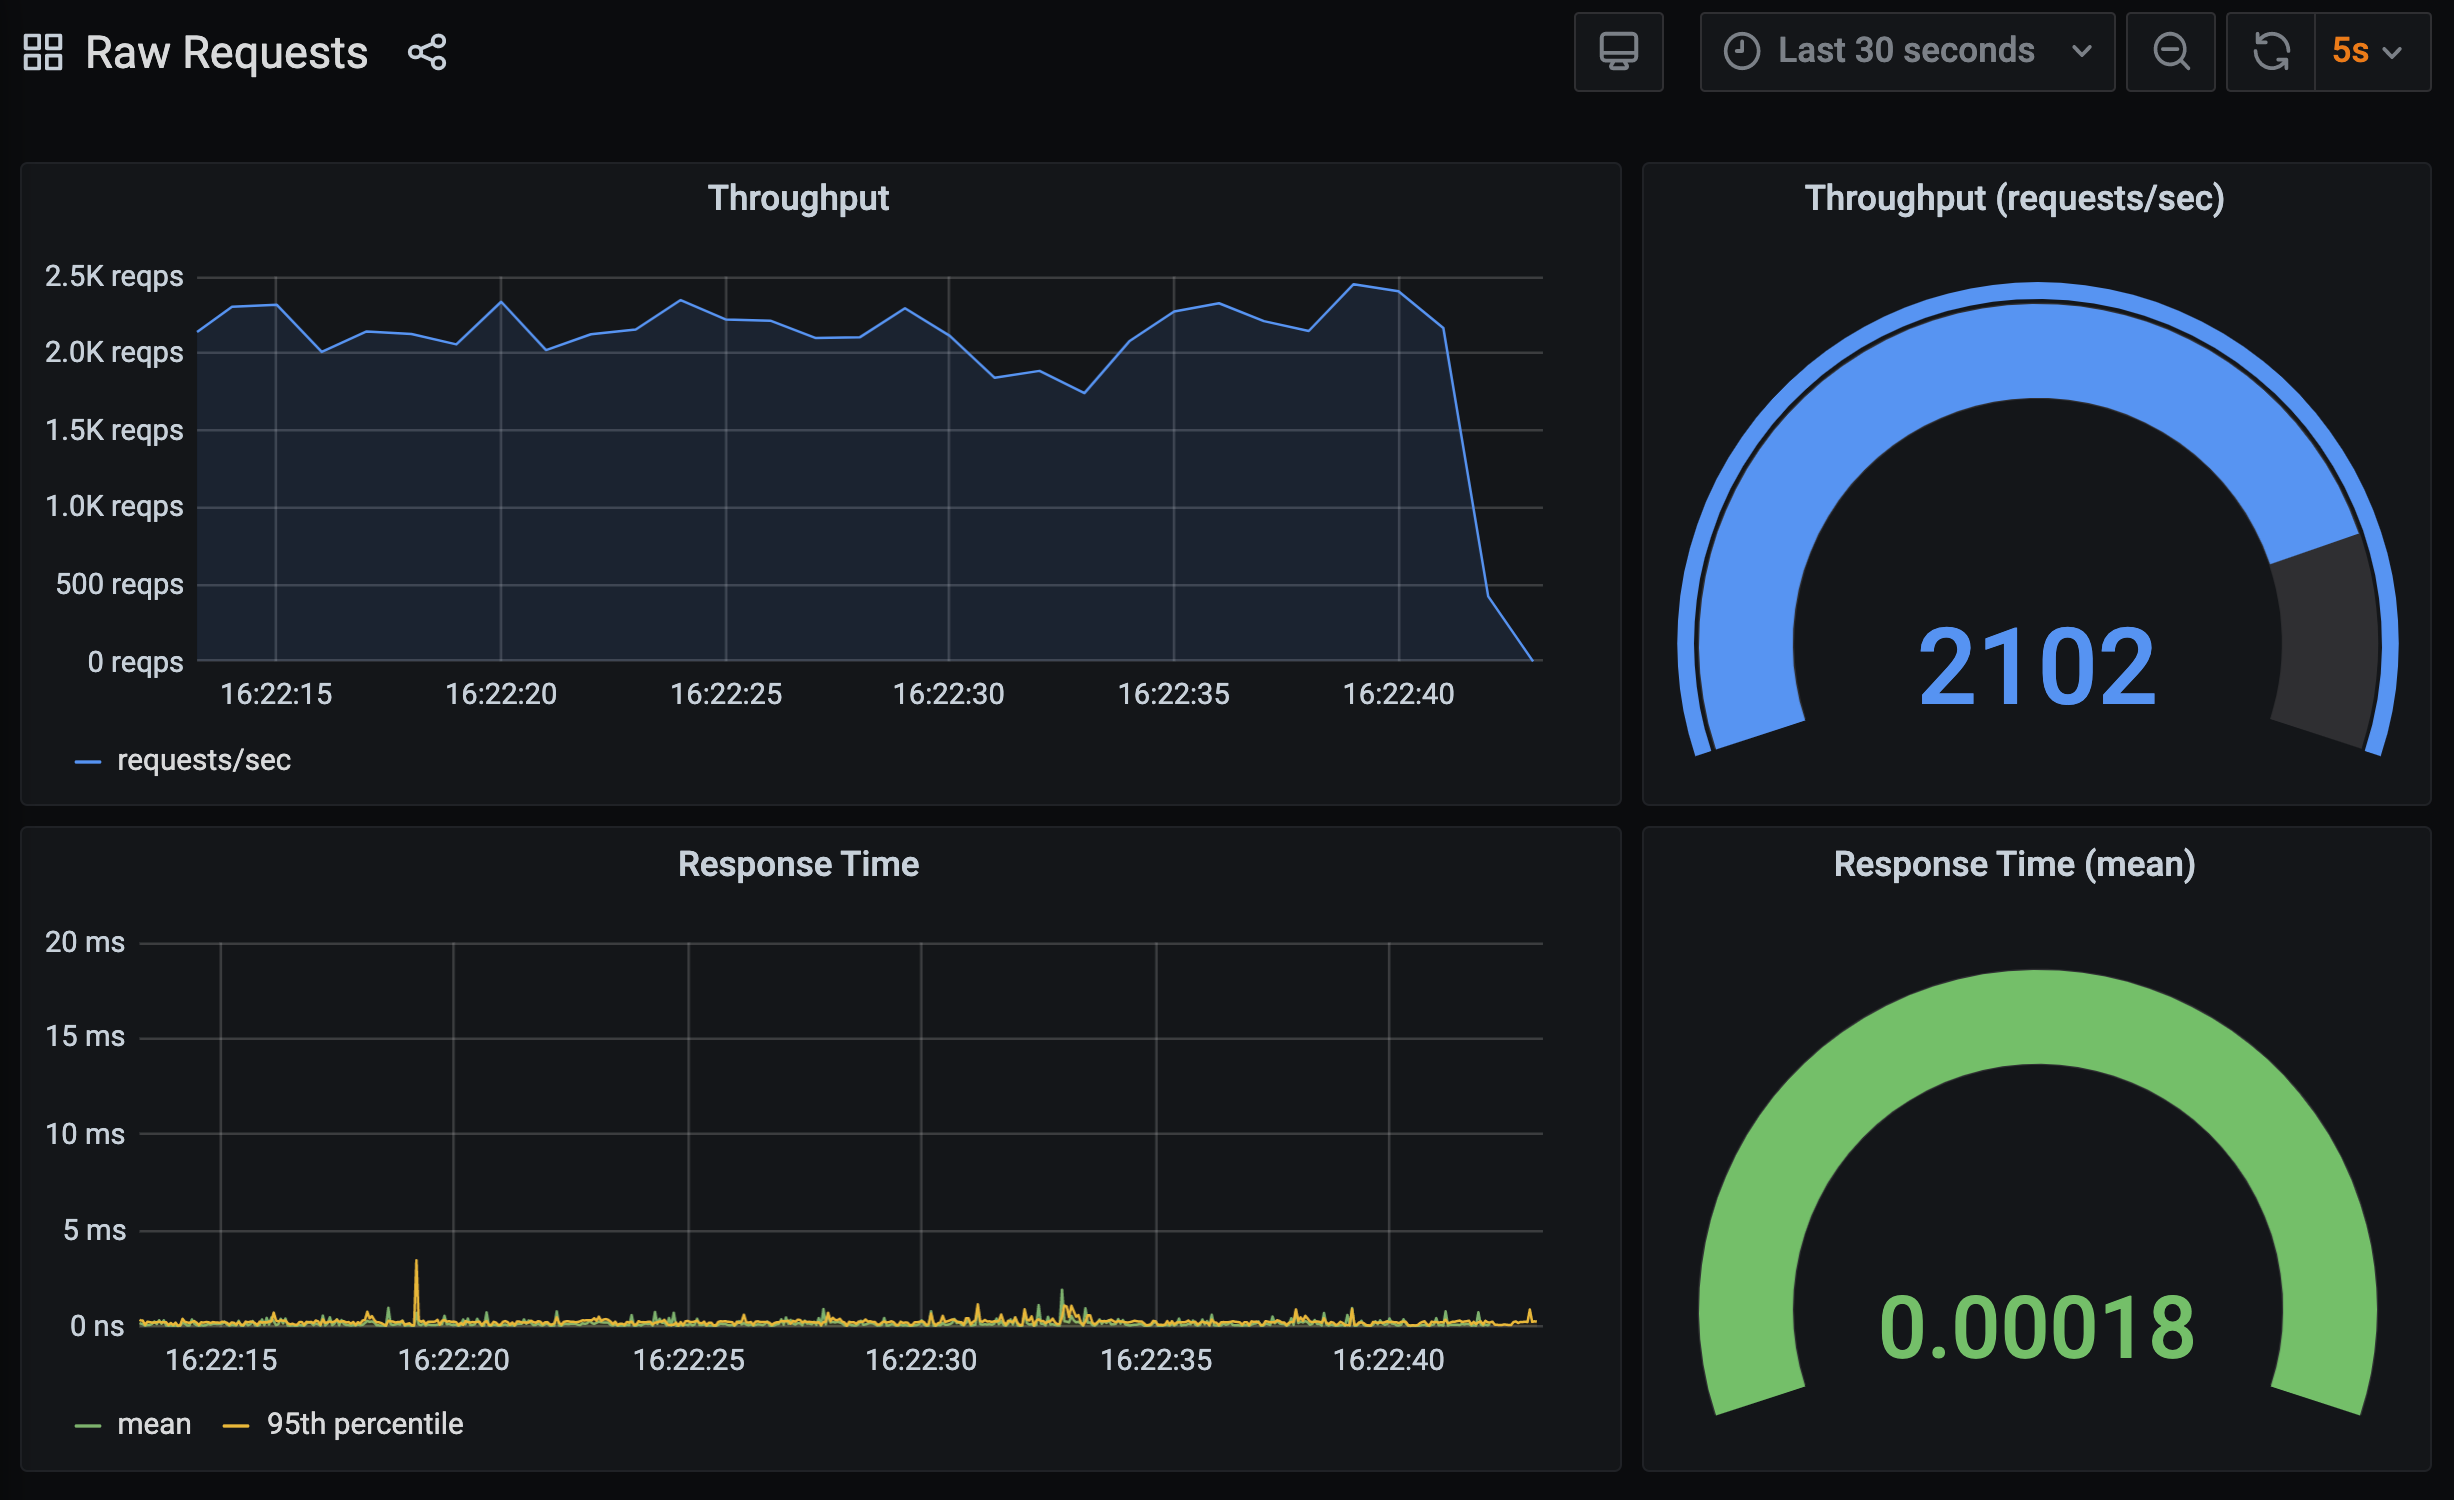 Raw Requests
Last 30 seconds
5s
Throughput
2.5K reqps
2.0K reqps
1.5K reqps
1.0K reqps
500 reqps
0 reqps
16:22:15 16:22:20 16:22:25 16:22:30 16:22:35 16:22:40
requests/sec
Throughput (requests/sec)
2102
Response Time
20 ms
15 ms
10 ms
5 ms
0 ns
16:22:15 16:22:20 16:22:25 16:22:30 16:22:35 16:22:40
mean 95th percentile
Response Time (mean)
0.00018